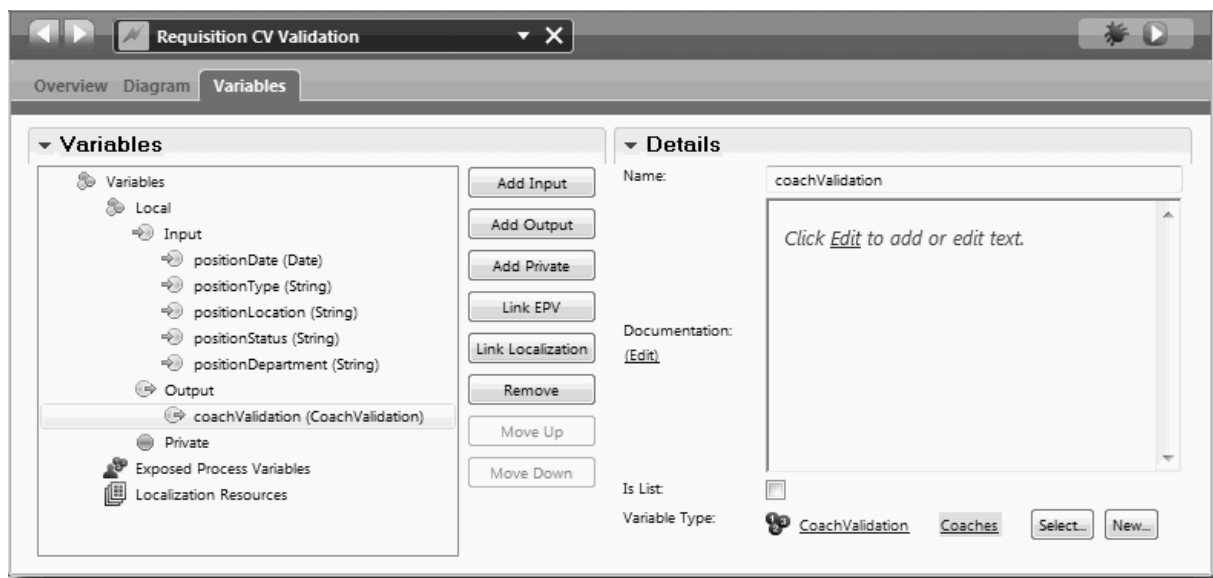 Requisition CV Validation
Overview Diagram Variables
Variables
Variables
Local
Input
positionDate (Date)
positionType (String)
positionLocation (String)
positionStatus (String)
positionDepartment (String)
Output
coachValidation (CoachValidation)
Private
Exposed Process Variables
Localization Resources
Add Input
Add Output
Add Private
Link EPV
Link Localization
Remove
Move Up
Move Down
Details
Name: coachValidation
Click Edit to add or edit text.
Documentation:
(Edit)
Is List:
Variable Type: CoachValidation Coaches Select... New...